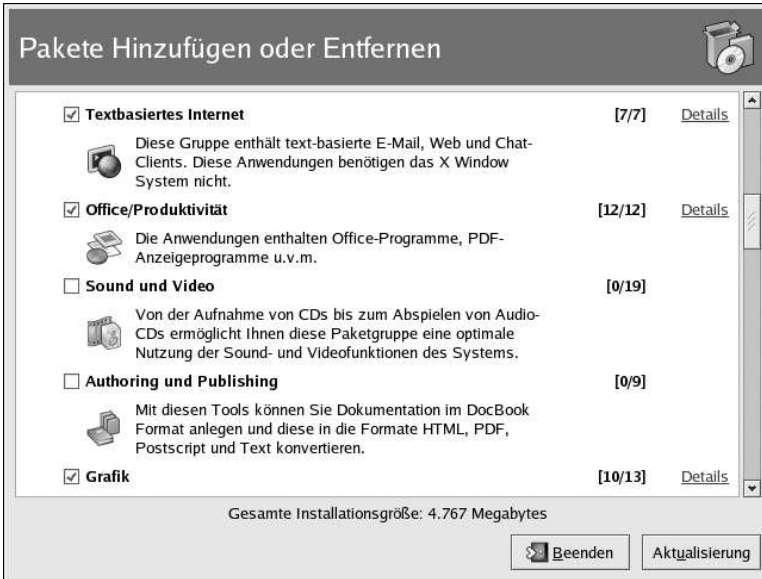 Pakete Hinzufügen oder Entfernen
Textbasiertes Internet [7/7] Details
Diese Gruppe enthält text-basierte E-Mail, Web und Chat-
Clients. Diese Anwendungen benötigen das X Window
System nicht.
Office/Produktivität [12/12] Details
Die Anwendungen enthalten Office-Programme, PDF-
Anzeigeprogramme u.v.m.
Sound und Video [0/19]
Von der Aufnahme von CDs bis zum Abspielen von Audio-
CDs ermöglicht Ihnen diese Paketgruppe eine optimale
Nutzung der Sound- und Videofunktionen des Systems.
Authoring und Publishing [0/9]
Mit diesen Tools können Sie Dokumentation im DocBook
Format anlegen und diese in die Formate HTML, PDF,
Postscript und Text konvertieren.
Grafik [10/13] Details
Gesamte Installationsgröße: 4.767 Megabytes
Beenden Aktualisierung